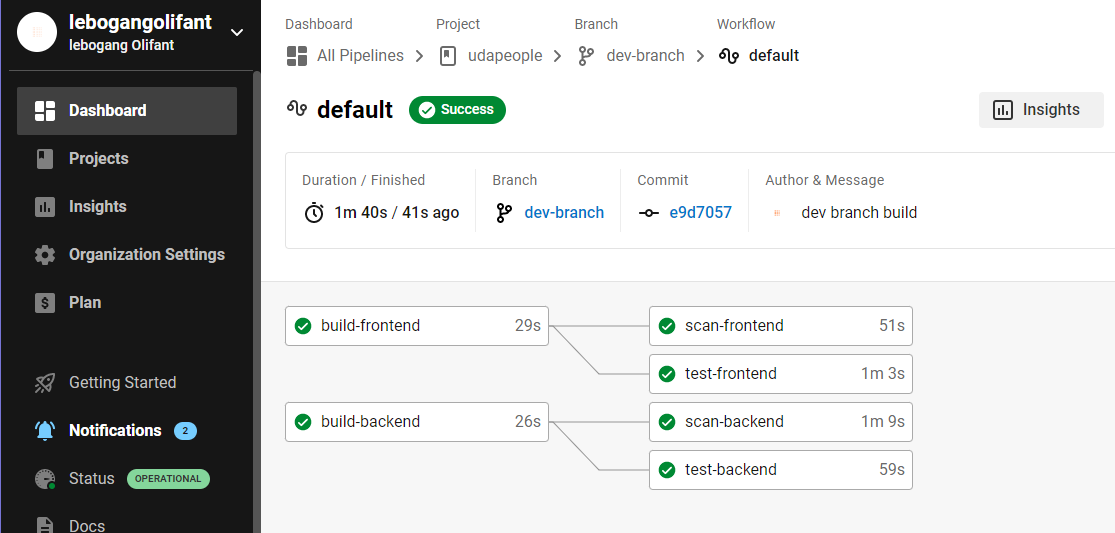 lebogangolifant
lebogang Olifant
Dashboard
Projects
Insights
Organization Settings
Plan
Getting Started
Notifications 2
Status OPERATIONAL
Docs
Dashboard Project Branch Workflow
All Pipelines udapeople dev-branch default
default Success Insights
Duration / Finished Branch Commit Author & Message
1m 40s / 41s ago dev-branch e9d7057 dev branch build
build-frontend 29s scan-frontend 51s
test-frontend 1m 3s
build-backend 26s scan-backend 1m 9s
test-backend 59s